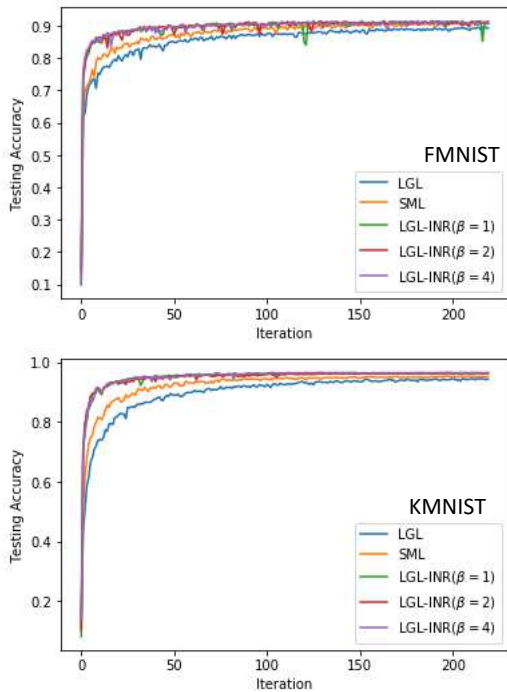 0.9
0.8
0.7
0.6
0.5
0.4
0.3
0.2
0.1
Testing Accuracy
FMNIST
LGL
SML
LGL-INR(β = 1)
LGL-INR(β = 2)
LGL-INR(β = 4)
0 50 100 150 200
Iteration
1.0
0.8
0.6
0.4
0.2
Testing Accuracy
KMNIST
LGL
SML
LGL-INR(β = 1)
LGL-INR(β = 2)
LGL-INR(β = 4)
0 50 100 150 200
Iteration